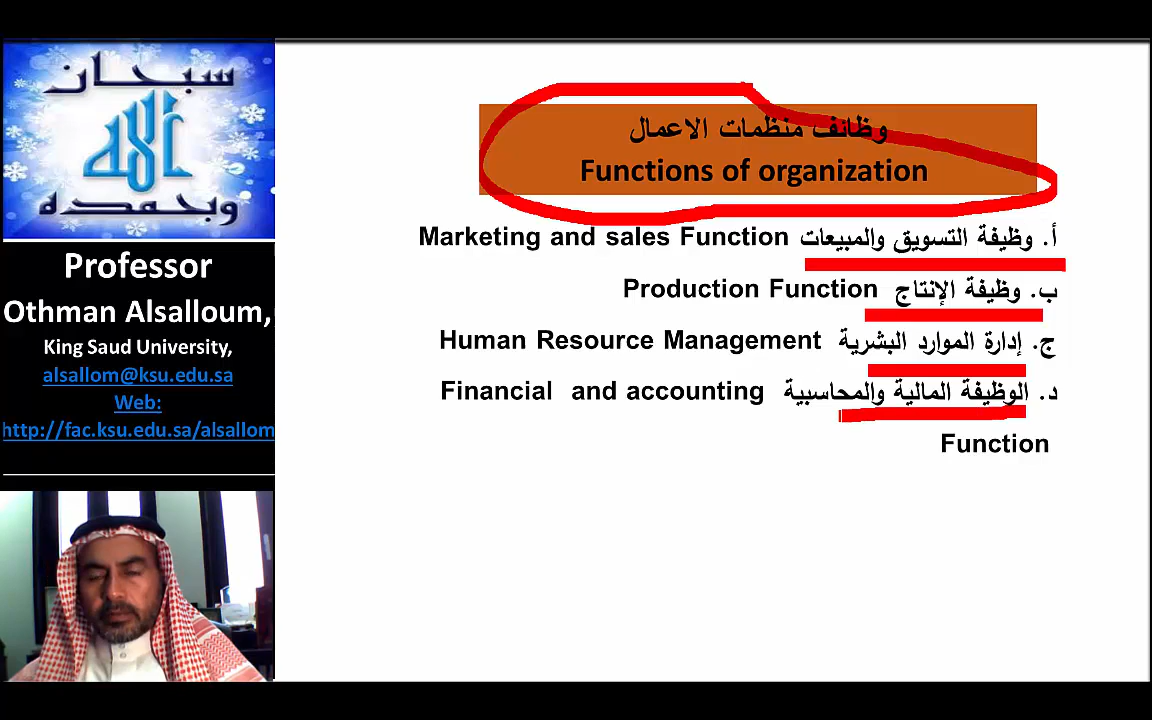 سبحان
الله
وبحمده
Professor
Othman Alsalloum,
King Saud University,
alsallom@ksu.edu.sa
Web:
http://fac.ksu.edu.sa/alsallom
وظائف منظمات الاعمال
Functions of organization
أ. وظيفة التسويق والمبيعات Marketing and sales Function
ب. وظيفة الإنتاج Production Function
ج. إدارة الموارد البشرية Human Resource Management
د. الوظيفة المالية والمحاسبية Financial and accounting
Function